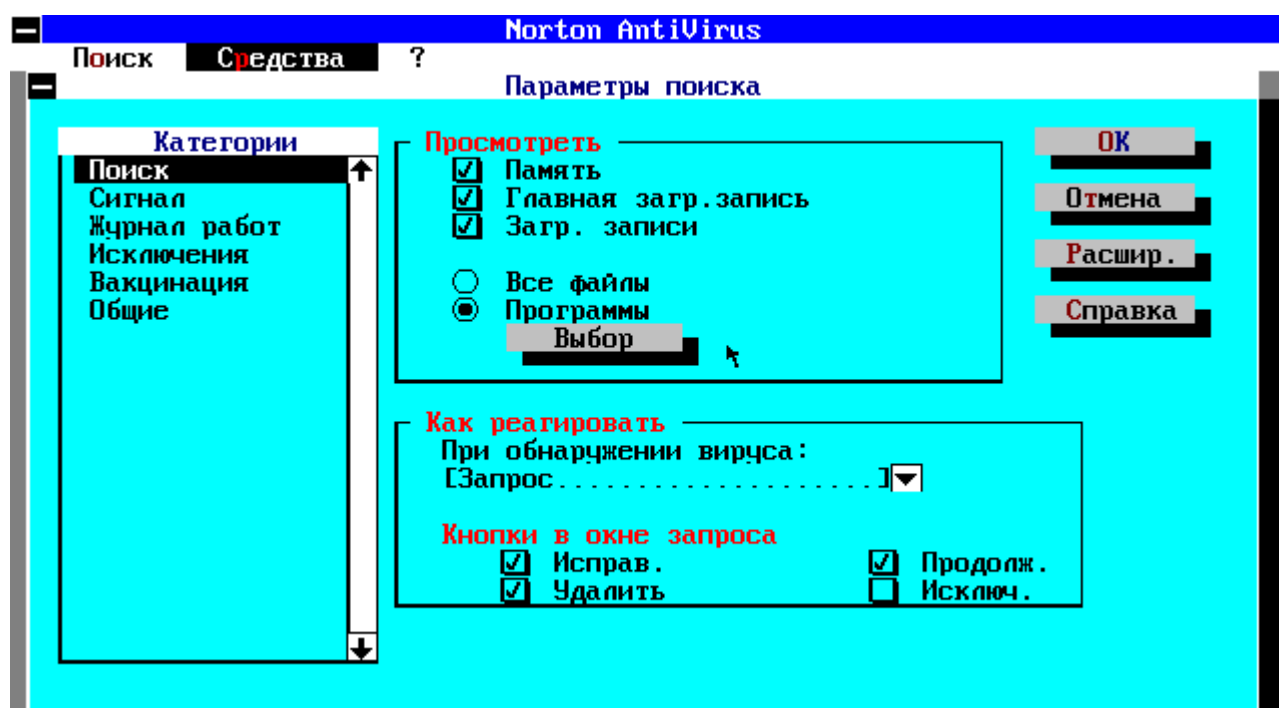 Norton AntiVirus
Поиск Средства ?
Параметры поиска
Категории
Поиск
Сигнал
Журнал работ
Исключения
Вакцинация
Общие
Просмотреть
Память
Главная загр.запись
Загр. записи
Все файлы
Программы
Выбор
Как реагировать
При обнаружении вируса:
[Запрос....................]
Кнопки в окне запроса
Исправ. Продолж.
Удалить Исключ.
OK
Отмена
Расшир.
Справка